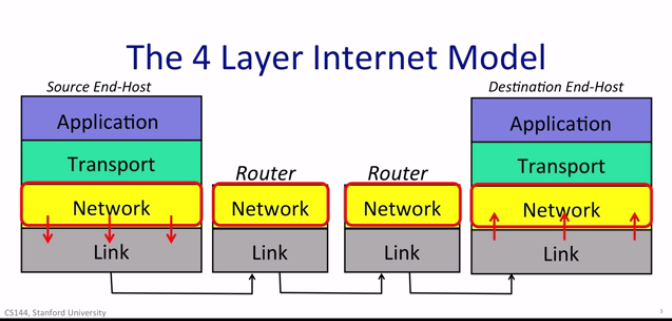 The 4 Layer Internet Model
Source End-Host
Destination End-Host
Application
Application
Transport
Transport
Router
Router
Network
Network
Network
Network
Link
Link
Link
Link
CS144, Stanford University
3